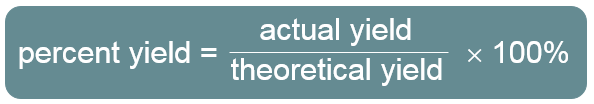 percent yield = actual yield / theoretical yield × 100%